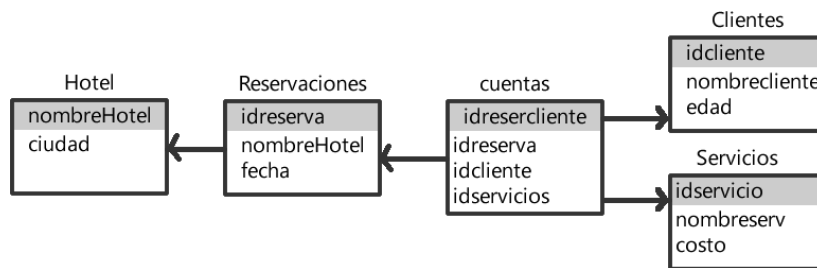 Hotel
nombreHotel
ciudad
Reservaciones
idreserva
nombreHotel
fecha
cuentas
idresercliente
idreserva
idcliente
idservicios
Clientes
idcliente
nombrecliente
edad
Servicios
idservicio
nombreserv
costo